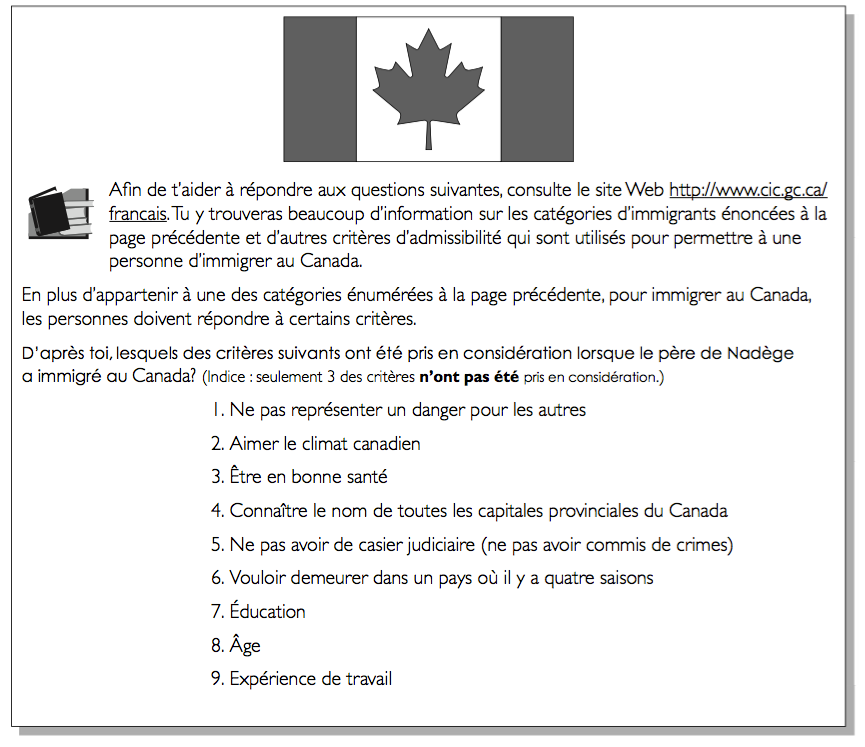 Afin de t'aider à répondre aux questions suivantes, consulte le site Web http://www.cic.gc.ca/
francais. Tu y trouveras beaucoup d'information sur les catégories d'immigrants énoncées à la
page précédente et d'autres critères d'admissibilité qui sont utilisés pour permettre à une
personne d'immigrer au Canada.
En plus d'appartenir à une des catégories énumérées à la page précédente, pour immigrer au Canada,
les personnes doivent répondre à certains critères.
D'après toi, lesquels des critères suivants ont été pris en considération lorsque le père de Nadège
a immigré au Canada? (Indice : seulement 3 des critères n'ont pas été pris en considération.)
1. Ne pas représenter un danger pour les autres
2. Aimer le climat canadien
3. Être en bonne santé
4. Connaître le nom de toutes les capitales provinciales du Canada
5. Ne pas avoir de casier judiciaire (ne pas avoir commis de crimes)
6. Vouloir demeurer dans un pays où il y a quatre saisons
7. Éducation
8. Âge
9. Expérience de travail